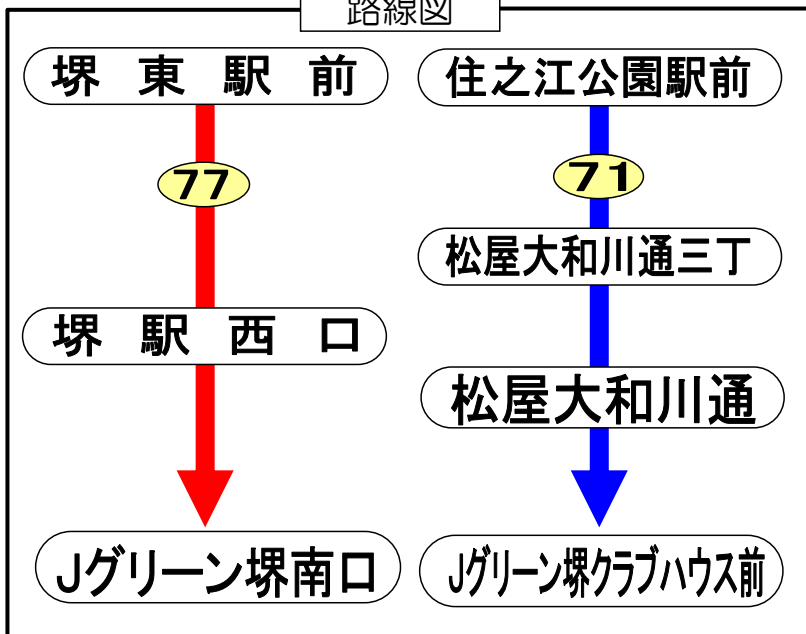 路線図
堺東駅前
77
堺駅西口
Jグリーン堺南口
住之江公園駅前
71
松屋大和川通三丁
松屋大和川通
Jグリーン堺クラブハウス前